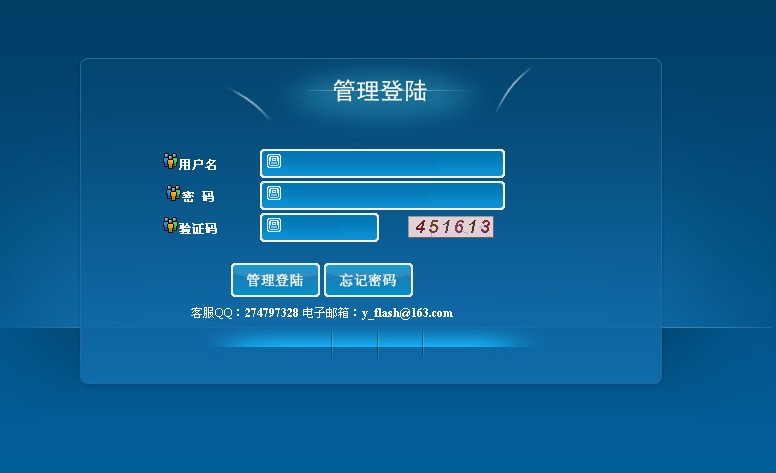 管理登陆
用户名
密 码
验证码 451613
管理登陆 忘记密码
客服QQ：274797328 电子邮箱：y_flash@163.com